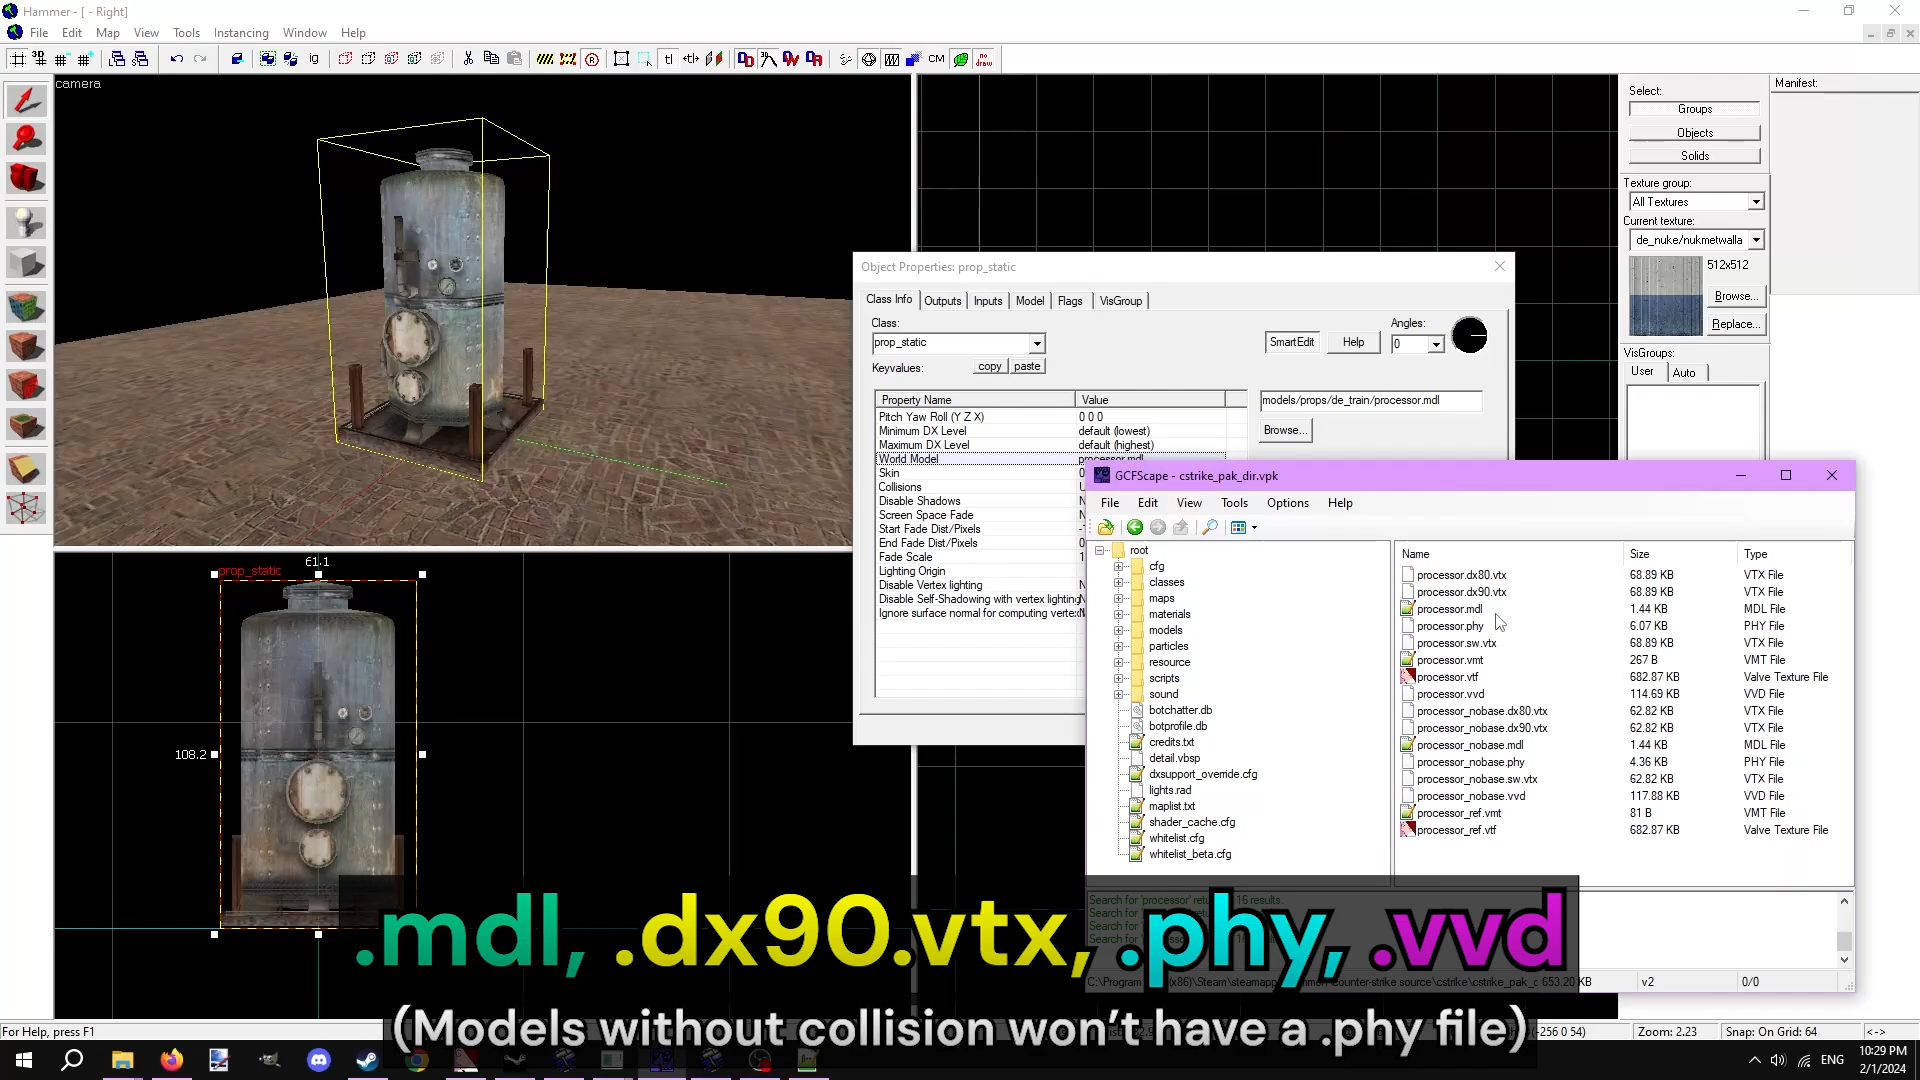 Hammer - [ - Right]
File Edit Map View Tools Instancing Window Help
3D
ig
tl
CM
no draw
camera
Select:
Groups
Objects
Solids
Texture group:
All Textures
Current texture:
de_nuke/nukmetwalla
512x512
Browse...
Replace...
VisGroups:
User Auto
Manifest:
Object Properties: prop_static
Class Info Outputs Inputs Model Flags VisGroup
Class:
prop_static
SmartEdit Help
Angles:
0
Keyvalues: copy paste
Property Name Value
Pitch Yaw Roll (Y Z X) 0 0 0
Minimum DX Level default (lowest)
Maximum DX Level default (highest)
World Model processor.mdl
Skin 0
Collisions
Disable Shadows
Screen Space Fade
Start Fade Dist/Pixels
End Fade Dist/Pixels 0
Fade Scale 1
Lighting Origin
Disable Vertex lighting
Disable Self-Shadowing with vertex lighting
Ignore surface normal for computing vertex
models/props/de_train/processor.mdl
Browse...
GCFScape - cstrike_pak_dir.vpk
File Edit View Tools Options Help
root
cfg
classes
maps
materials
models
particles
resource
scripts
sound
botchatter.db
botprofile.db
credits.txt
detail.vbsp
dxsupport_override.cfg
lights.rad
maplist.txt
shader_cache.cfg
whitelist.cfg
whitelist_beta.cfg
Name Size Type
processor.dx80.vtx 68.89 KB VTX File
processor.dx90.vtx 68.89 KB VTX File
processor.mdl 1.44 KB MDL File
processor.phy 6.07 KB PHY File
processor.sw.vtx 68.89 KB VTX File
processor.vmt 267 B VMT File
processor.vtf 682.87 KB Valve Texture File
processor.vvd 114.69 KB VVD File
processor_nobase.dx80.vtx 62.82 KB VTX File
processor_nobase.dx90.vtx 62.82 KB VTX File
processor_nobase.mdl 1.44 KB MDL File
processor_nobase.phy 4.36 KB PHY File
processor_nobase.sw.vtx 62.82 KB VTX File
processor_nobase.vvd 117.88 KB VVD File
processor_ref.vmt 81 B VMT File
processor_ref.vtf 682.87 KB Valve Texture File
653.20 KB v2 0/0
prop_static
61.1
108.2
.mdl, .dx90.vtx, .phy, .vvd
(Models without collision won't have a .phy file)
For Help, press F1
Zoom: 2.23 Snap: On Grid: 64 <->
ENG
10:29 PM
2/1/2024